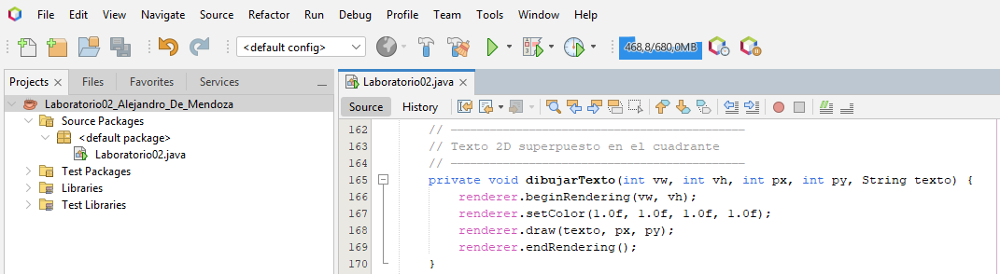 File Edit View Navigate Source Refactor Run Debug Profile Team Tools Window Help
<default config> 468,8/680,0MB
Projects Files Favorites Services
Laboratorio02_Alejandro_De_Mendoza
Source Packages
<default package>
Laboratorio02.java
Test Packages
Libraries
Test Libraries
Laboratorio02.java
Source History
162 // ─────────────────────────────────────────
163 // Texto 2D superpuesto en el cuadrante
164 // ─────────────────────────────────────────
165 private void dibujarTexto(int vw, int vh, int px, int py, String texto) {
166 renderer.beginRendering(vw, vh);
167 renderer.setColor(1.0f, 1.0f, 1.0f, 1.0f);
168 renderer.draw(texto, px, py);
169 renderer.endRendering();
170 }